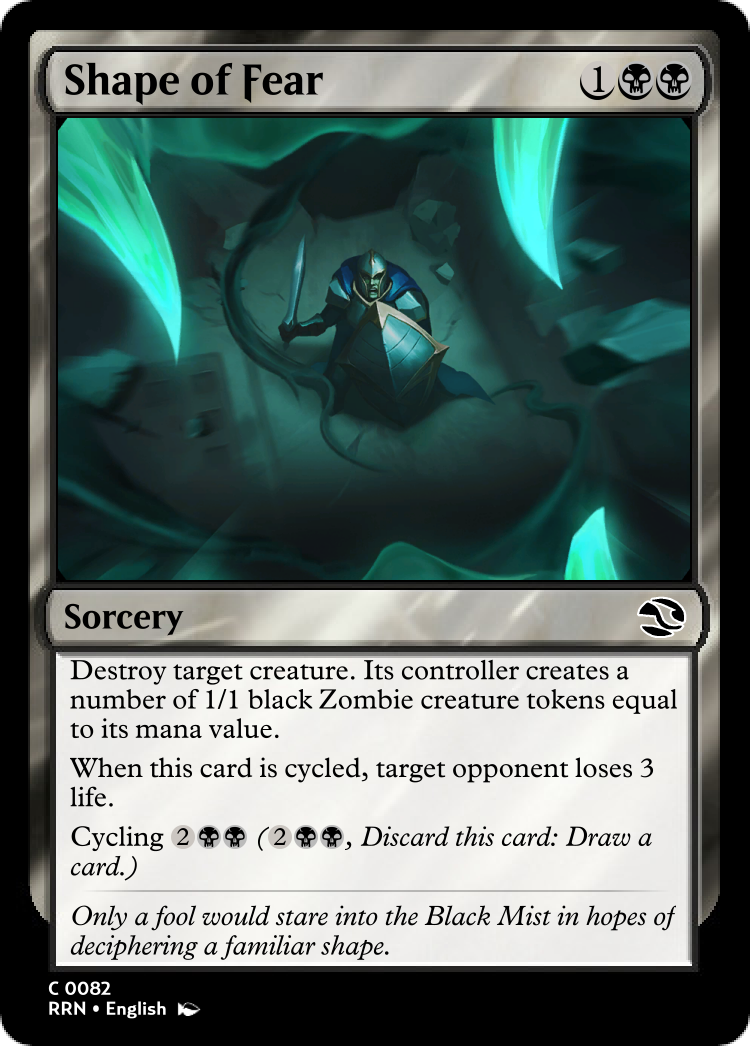 Shape of Fear 1
Sorcery
Destroy target creature. Its controller creates a
number of 1/1 black Zombie creature tokens equal
to its mana value.
When this card is cycled, target opponent loses 3
life.
Cycling 2 (2, Discard this card: Draw a
card.)
Only a fool would stare into the Black Mist in hopes of
deciphering a familiar shape.
C 0082
RRN • English